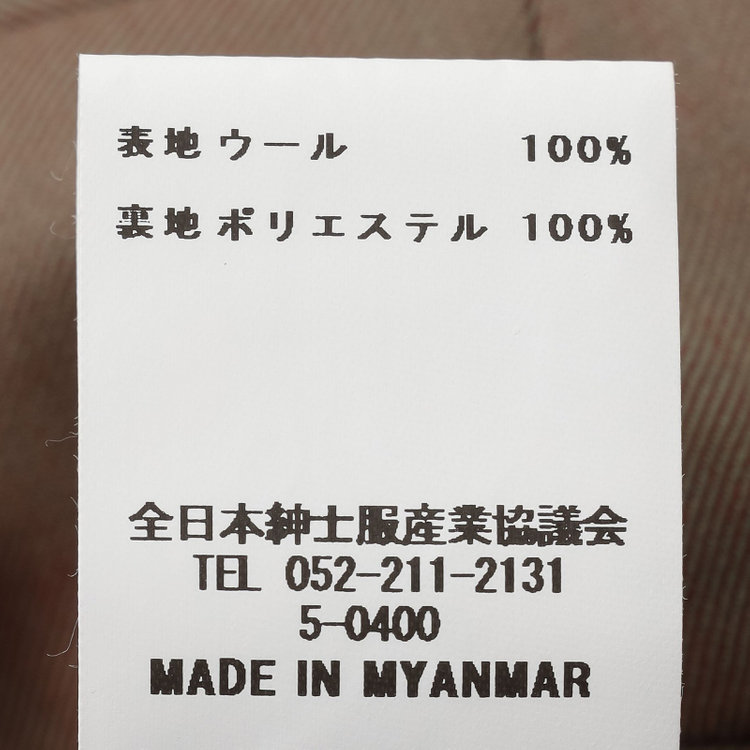 表地ウール 100%
裏地ポリエステル 100%
全日本紳士服産業協議会
TEL 052-211-2131
5-0400
MADE IN MYANMAR